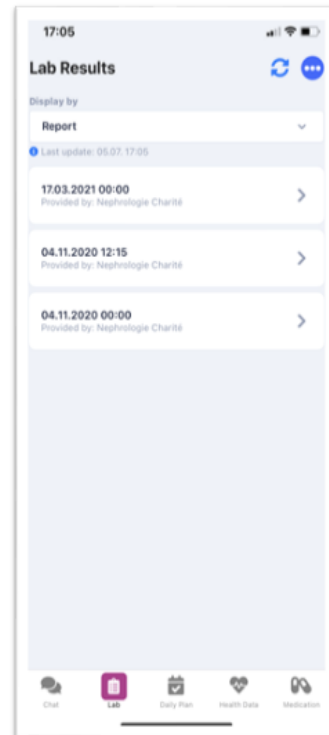 17:05
Lab Results
Display by
Report
Last update: 05.07. 17:05
17.03.2021 00:00
Provided by: Nephrologie Charité
04.11.2020 12:15
Provided by: Nephrologie Charité
04.11.2020 00:00
Provided by: Nephrologie Charité
Chat Lab Daily Plan Health Data Medication